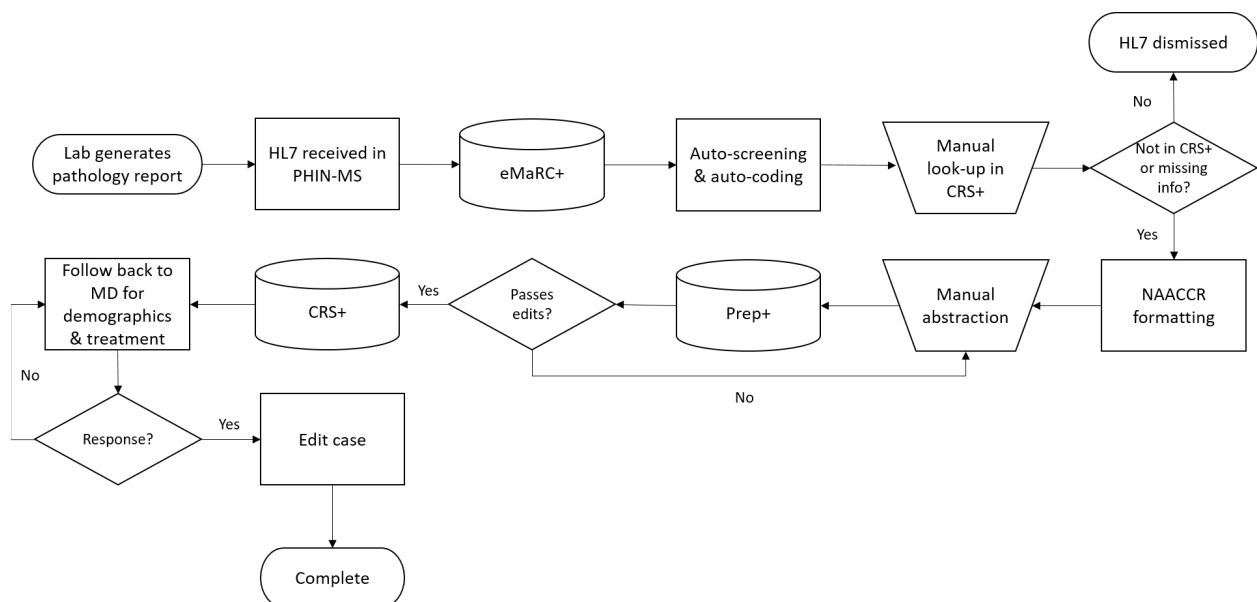 HL7 dismissed
No
Lab generates
pathology report
HL7 received in
PHIN-MS
eMaRC+
Auto-screening
& auto-coding
Manual
look-up in
CRS+
Not in CRS+
or missing
info?
Yes
Follow back to
MD for
demographics
& treatment
CRS+
Yes
Passes
edits?
Prep+
Manual
abstraction
NAACCR
formatting
No
No
Response?
Yes
Edit case
Complete